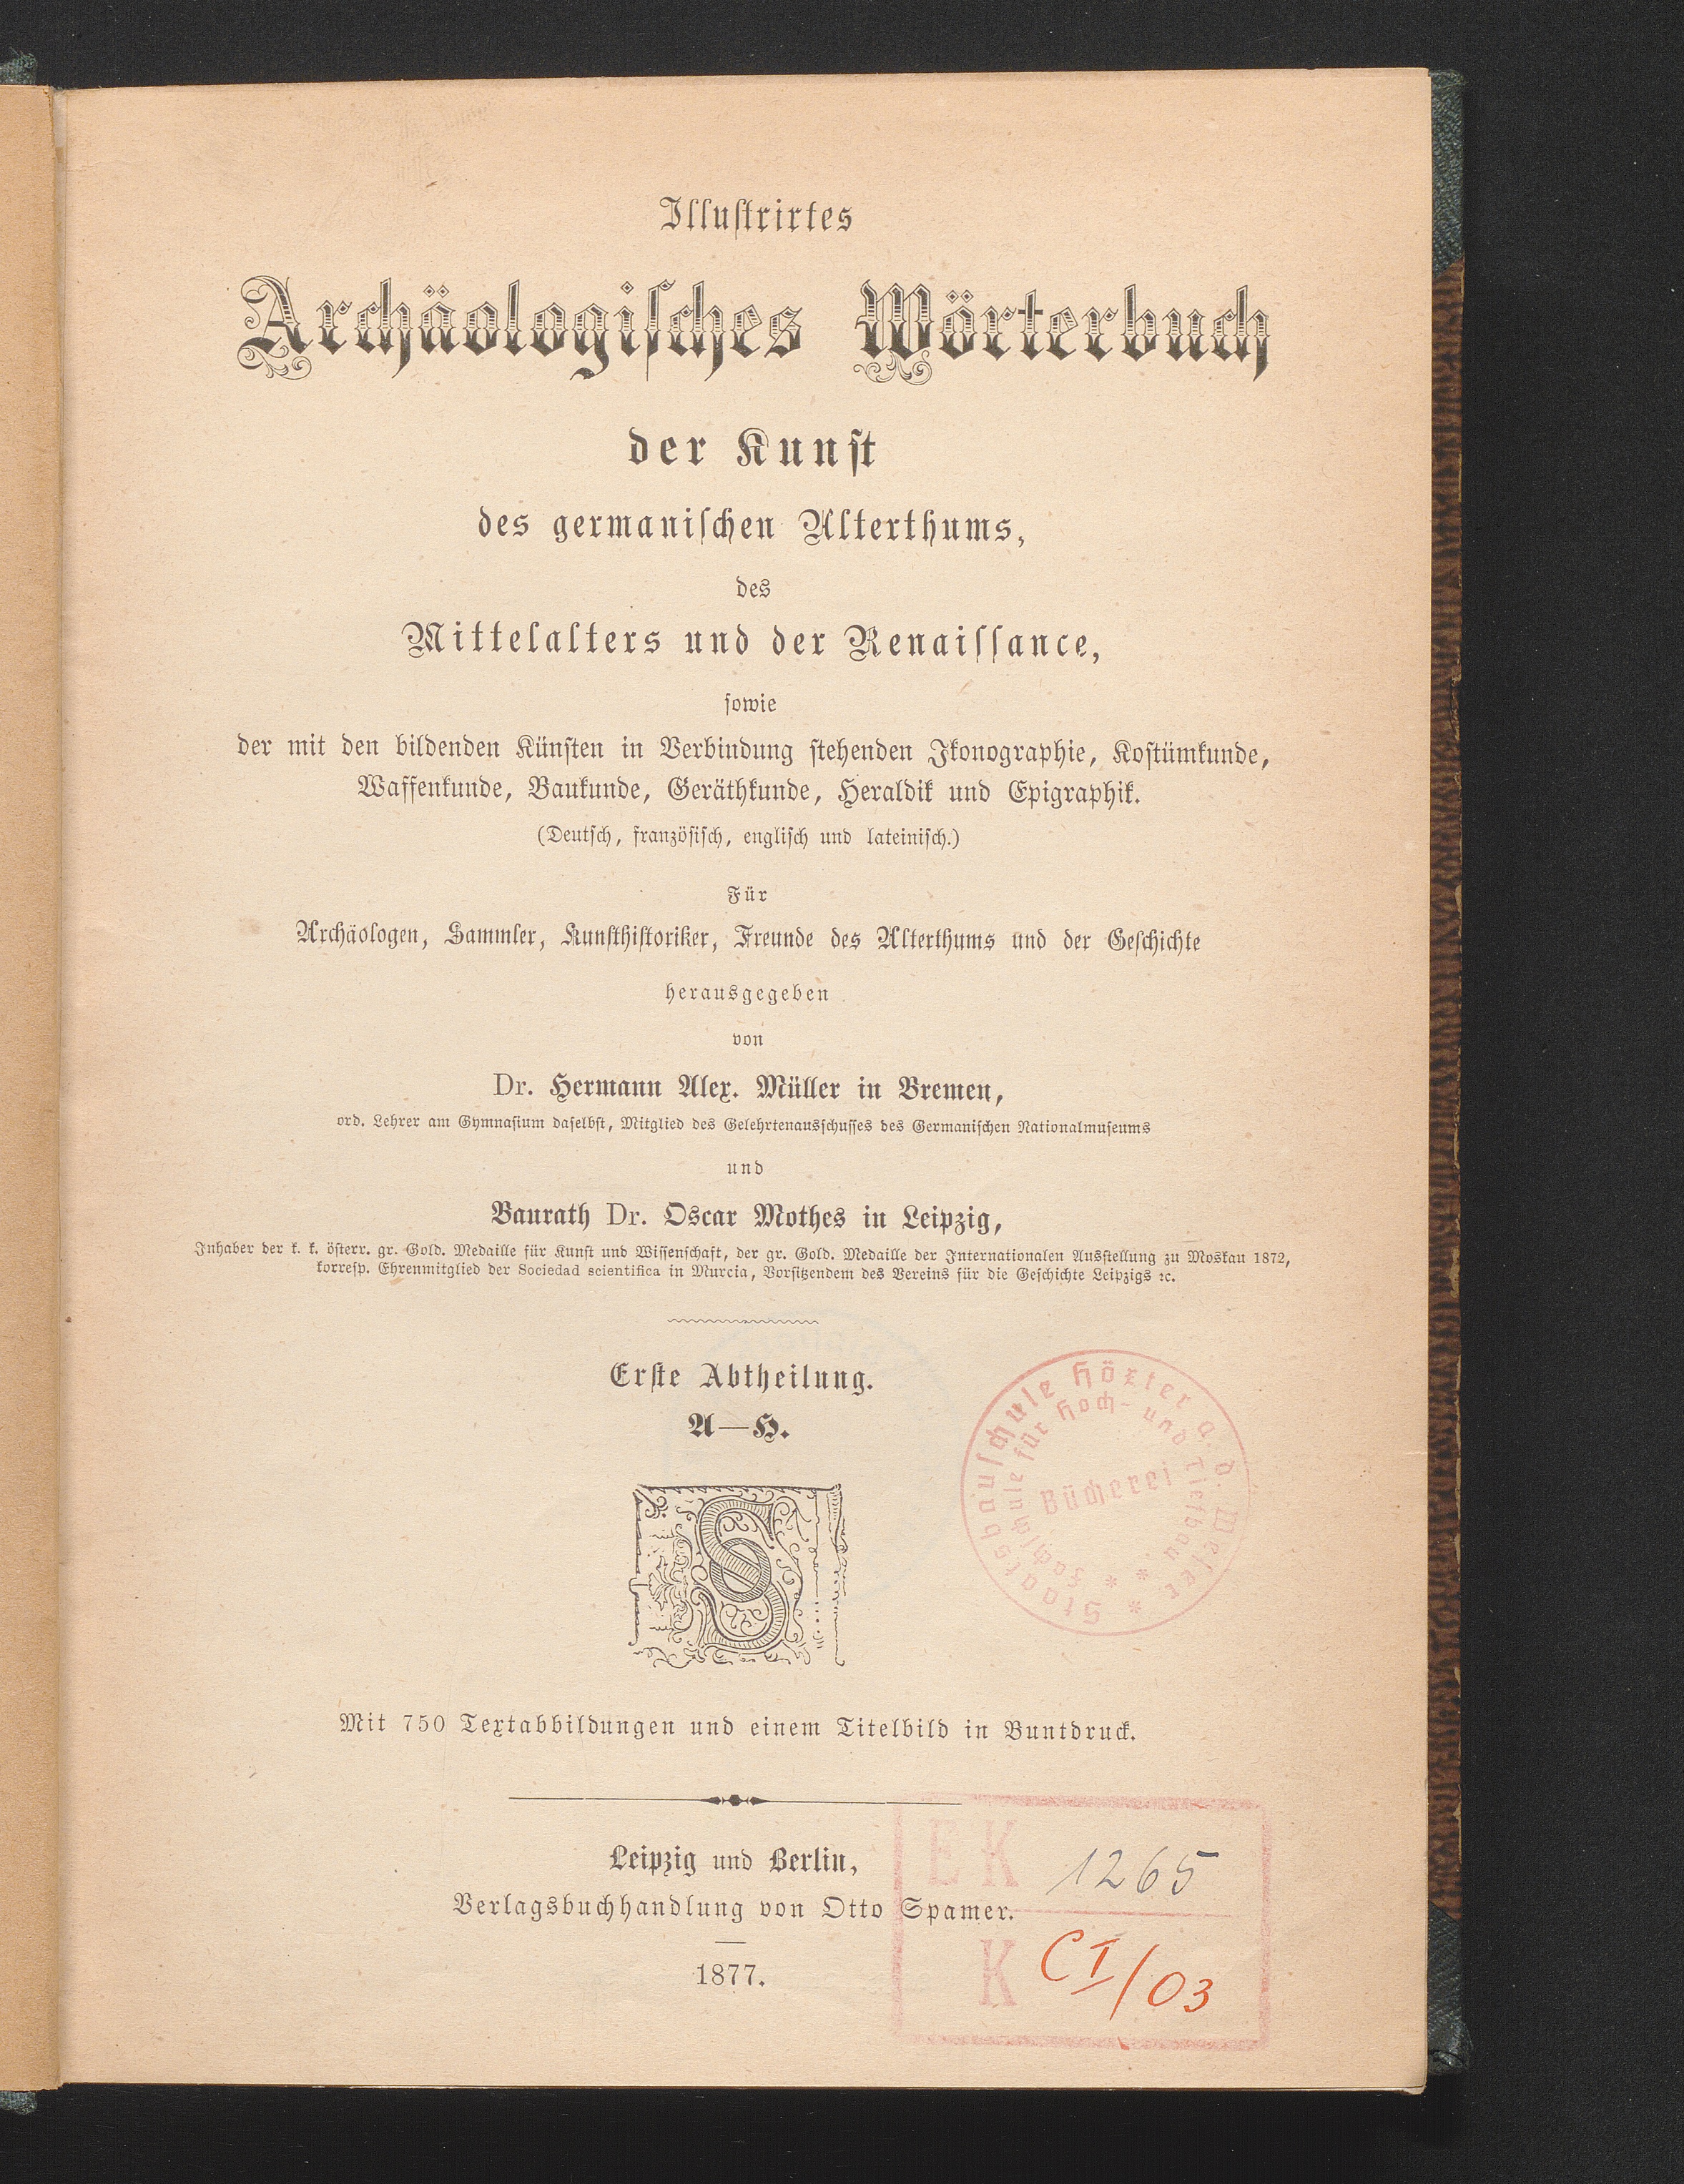 Illustrirtes
Archäologisches Wörterbuch
der Kunst
des germanischen Alterthums,
des
Mittelalters und der Renaissance,
sowie
der mit den bildenden Künsten in Verbindung stehenden Ikonographie, Kostümkunde,
Waffenkunde, Baukunde, Geräthkunde, Heraldik und Epigraphik.
(Deutsch, französisch, englisch und lateinisch.)
Für
Archäologen, Sammler, Kunsthistoriker, Freunde des Alterthums und der Geschichte
herausgegeben
von
Dr. Hermann Alex. Müller in Bremen,
ord. Lehrer am Gymnasium daselbst, Mitglied des Gelehrtenausschusses des Germanischen Nationalmuseums
und
Baurath Dr. Oscar Mothes in Leipzig,
Inhaber der k. k. österr. gr. Gold. Medaille für Kunst und Wissenschaft, der gr. Gold. Medaille der Internationalen Ausstellung zu Moskau 1872,
korresp. Ehrenmitglied der Sociedad scientifica in Murcia, Vorsitzendem des Vereins für die Geschichte Leipzigs ꝛc.
Erste Abtheilung.
A—H.
Staatsbauschule Höxter a. d. Weser
Fachschule für Hoch- und Tiefbau
Bücherei
S
Mit 750 Textabbildungen und einem Titelbild in Buntdruck.
Leipzig und Berlin,
Verlagsbuchhandlung von Otto Spamer.
1877.
EK 1265
K CI/03